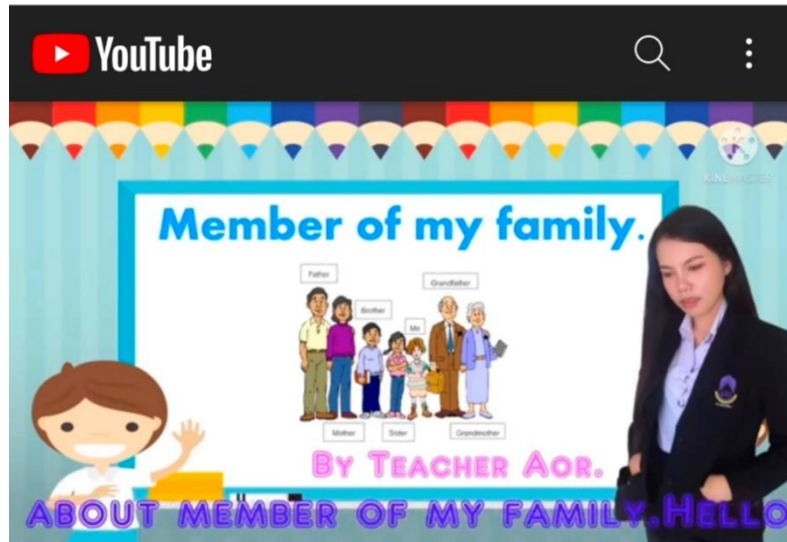 YouTube
KINEMASTER
Member of my family.
Father
Grandfather
Brother
Me
Mother
Sister
Grandmother
BY TEACHER AOR.
ABOUT MEMBER OF MY FAMILY.HELLO